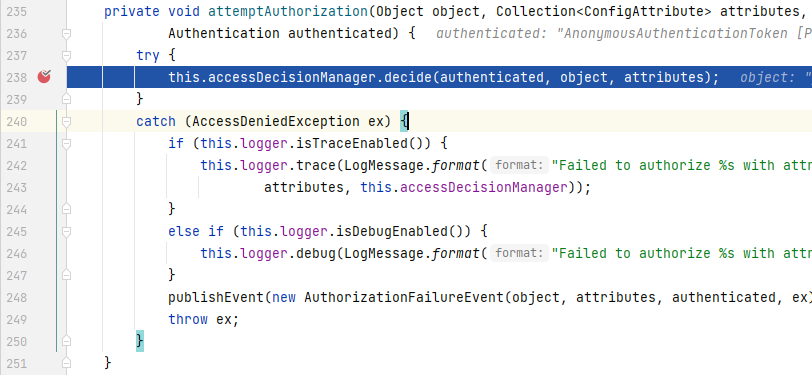 235 private void attemptAuthorization(Object object, Collection<ConfigAttribute> attributes,
236 Authentication authenticated) { authenticated: "AnonymousAuthenticationToken [P
237 try {
238 this.accessDecisionManager.decide(authenticated, object, attributes); object: "
239 }
240 catch (AccessDeniedException ex) {
241 if (this.logger.isTraceEnabled()) {
242 this.logger.trace(LogMessage.format( format: "Failed to authorize %s with attr
243 attributes, this.accessDecisionManager));
244 }
245 else if (this.logger.isDebugEnabled()) {
246 this.logger.debug(LogMessage.format( format: "Failed to authorize %s with attr
247 }
248 publishEvent(new AuthorizationFailureEvent(object, attributes, authenticated, ex)
249 throw ex;
250 }
251 }